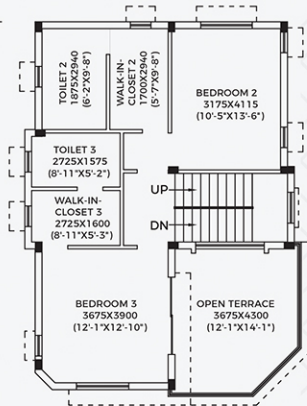 TOILET 2
1875X2940
(6'-2"X9'-8")
WALK-IN-
CLOSET 2
1700X2940
(5'-7"X9'-8")
BEDROOM 2
3175X4115
(10'-5"X13'-6")
TOILET 3
2725X1575
(8'-11"X5'-2")
WALK-IN-
CLOSET 3
2725X1600
(8'-11"X5'-3")
UP
DN
BEDROOM 3
3675X3900
(12'-1"X12'-10")
OPEN TERRACE
3675X4300
(12'-1"X14'-1")